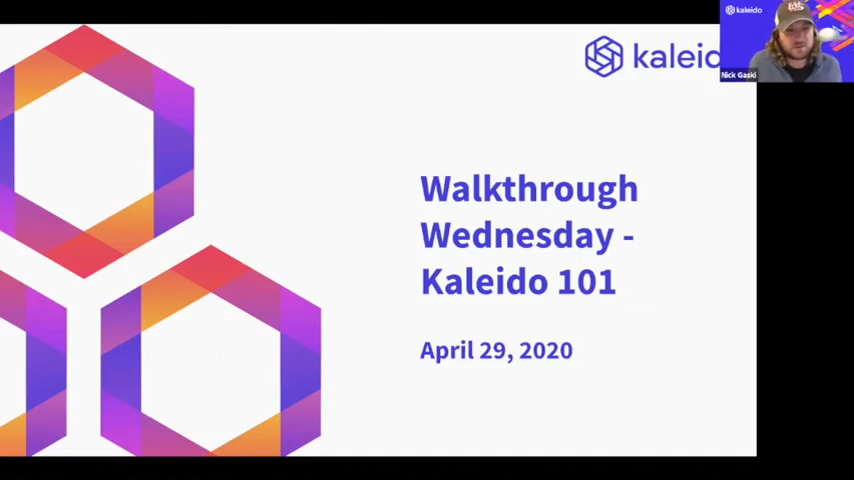 kaleido
Nick Gaski
kaleido
Walkthrough
Wednesday -
Kaleido 101
April 29, 2020